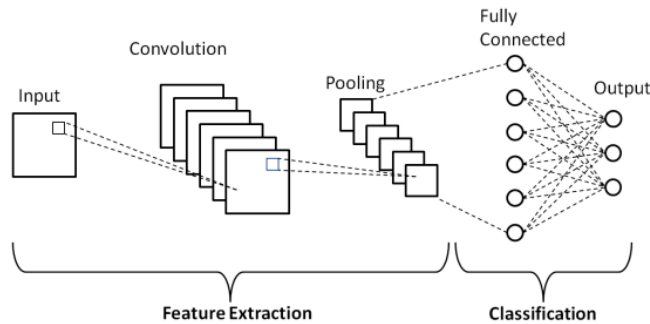 Input
Convolution
Pooling
Fully
Connected
Output
Feature Extraction
Classification